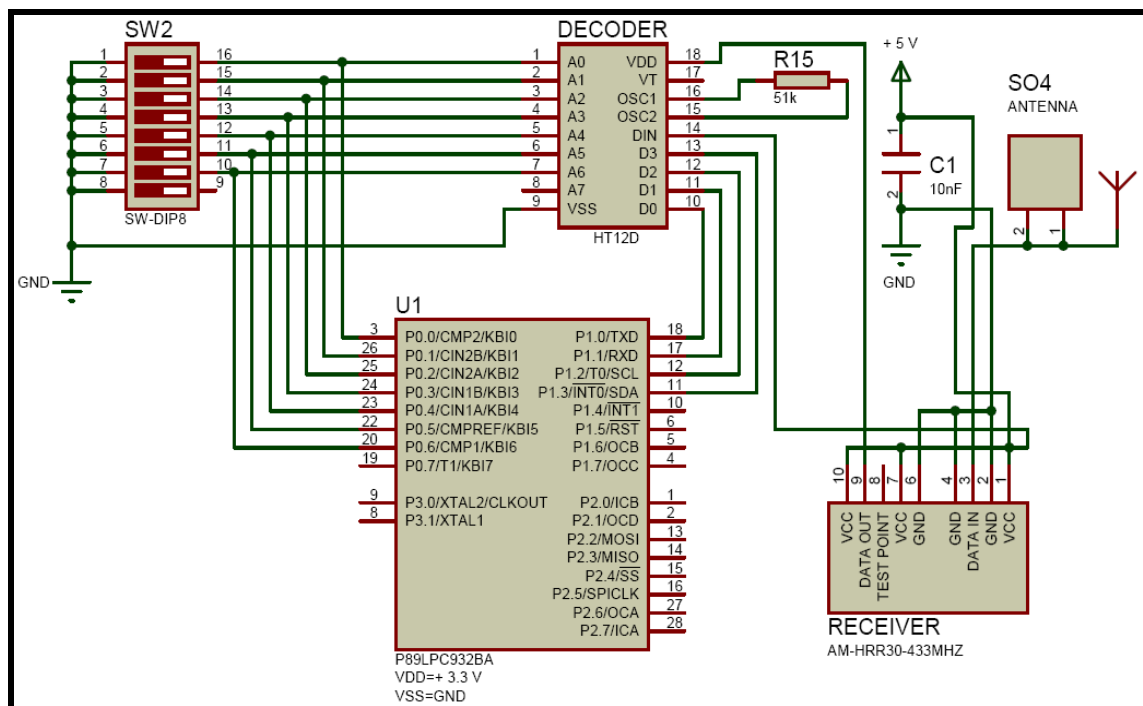 SW2
1 16
2 15
3 14
4 13
5 12
6 11
7 10
8 9
SW-DIP8
GND
DECODER
1 A0 VDD 18
2 A1 VT 17
3 A2 OSC1 16
4 A3 OSC2 15
5 A4 DIN 14
6 A5 D3 13
7 A6 D2 12
8 A7 D1 11
9 VSS D0 10
HT12D
R15
51k
+ 5 V
1
C1
10nF
2
GND
SO4
ANTENNA
2 1
U1
3 P0.0/CMP2/KBI0 P1.0/TXD 18
26 P0.1/CIN2B/KBI1 P1.1/RXD 17
25 P0.2/CIN2A/KBI2 P1.2/T0/SCL 12
24 P0.3/CIN1B/KBI3 P1.3/INT0/SDA 11
23 P0.4/CIN1A/KBI4 P1.4/INT1 10
22 P0.5/CMPREF/KBI5 P1.5/RST 6
20 P0.6/CMP1/KBI6 P1.6/OCB 5
19 P0.7/T1/KBI7 P1.7/OCC 4
9 P3.0/XTAL2/CLKOUT P2.0/ICB 1
8 P3.1/XTAL1 P2.1/OCD 2
P2.2/MOSI 13
P2.3/MISO 14
P2.4/SS 15
P2.5/SPICLK 16
P2.6/OCA 27
P2.7/ICA 28
P89LPC932BA
VDD=+ 3.3 V
VSS=GND
10 9 8 7 6 4 3 2 1
VCC
DATA OUT
TEST POINT
VCC
GND
GND
DATA IN
GND
VCC
RECEIVER
AM-HRR30-433MHZ